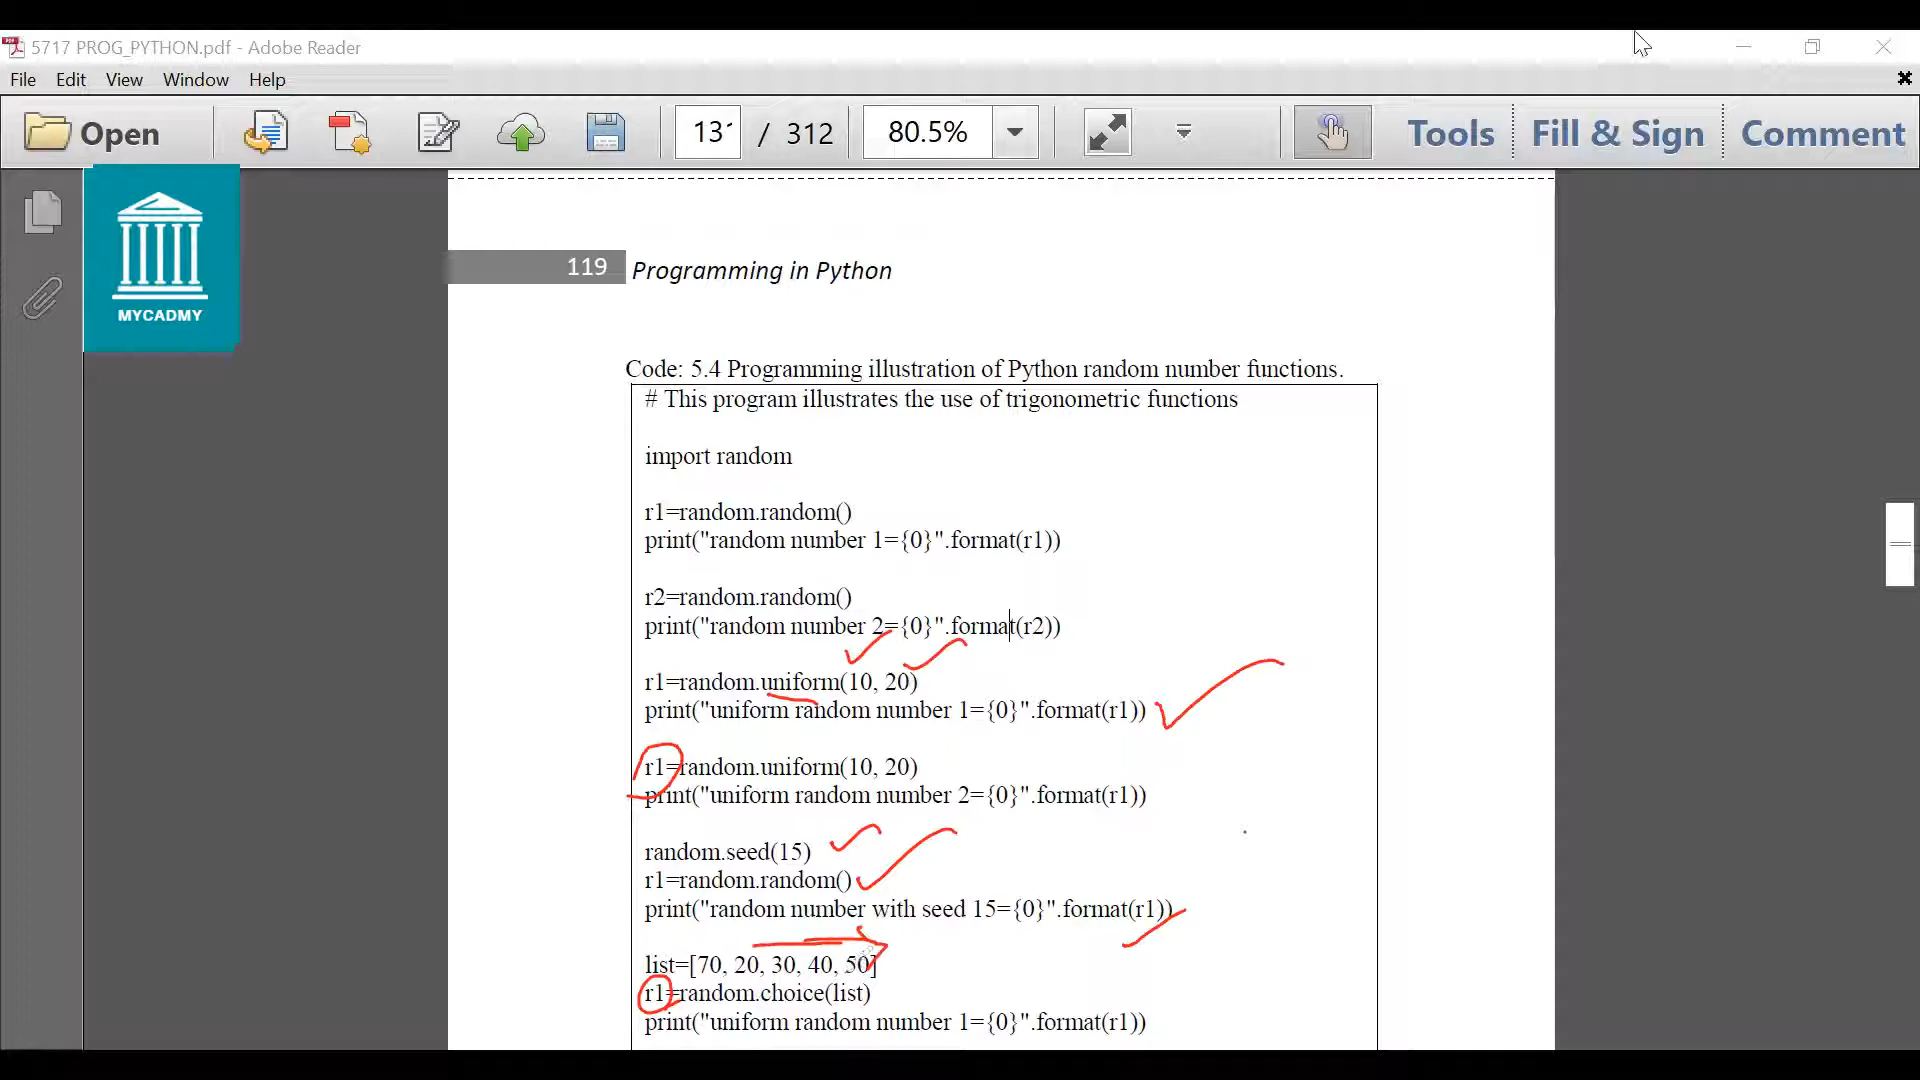 5717 PROG_PYTHON.pdf - Adobe Reader
File Edit View Window Help
Open
131 / 312
80.5%
Tools
Fill & Sign
Comment
MYCADMY
119 Programming in Python
Code: 5.4 Programming illustration of Python random number functions.
# This program illustrates the use of trigonometric functions
import random
r1=random.random()
print("random number 1={0}".format(r1))
r2=random.random()
print("random number 2={0}".format(r2))
r1=random.uniform(10, 20)
print("uniform random number 1={0}".format(r1))
r1=random.uniform(10, 20)
print("uniform random number 2={0}".format(r1))
random.seed(15)
r1=random.random()
print("random number with seed 15={0}".format(r1))
list=[70, 20, 30, 40, 50]
r1=random.choice(list)
print("uniform random number 1={0}".format(r1))